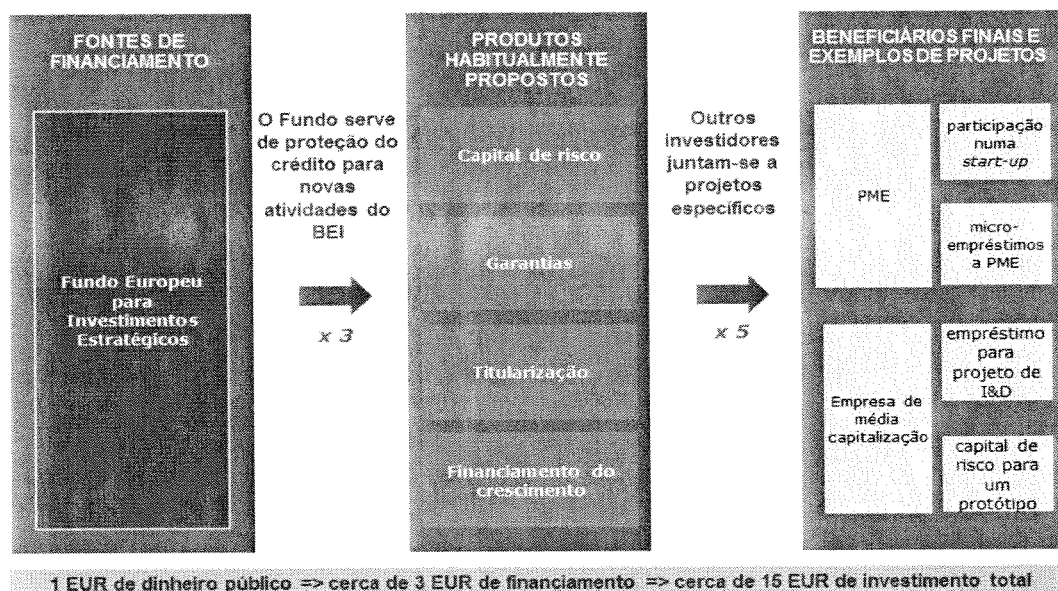 FONTES DE
FINANCIAMENTO
Fundo Europeu
para
Investimentos
Estratégicos
O Fundo serve
de proteção do
crédito para
novas
atividades do
BEI
x 3
PRODUTOS
HABITUALMENTE
PROPOSTOS
Capital de risco
Garantias
Titularização
Financiamento do
crescimento
Outros
investidores
juntam-se a
projetos
específicos
x 5
BENEFICIÁRIOS FINAIS E
EXEMPLOS DE PROJETOS
PME
participação
numa
start-up
micro-
empréstimos
a PME
Empresa de
média
capitalização
empréstimo
para
projeto de
I&D
capital de
risco para
um
protótipo
1 EUR de dinheiro público => cerca de 3 EUR de financiamento => cerca de 15 EUR de investimento total